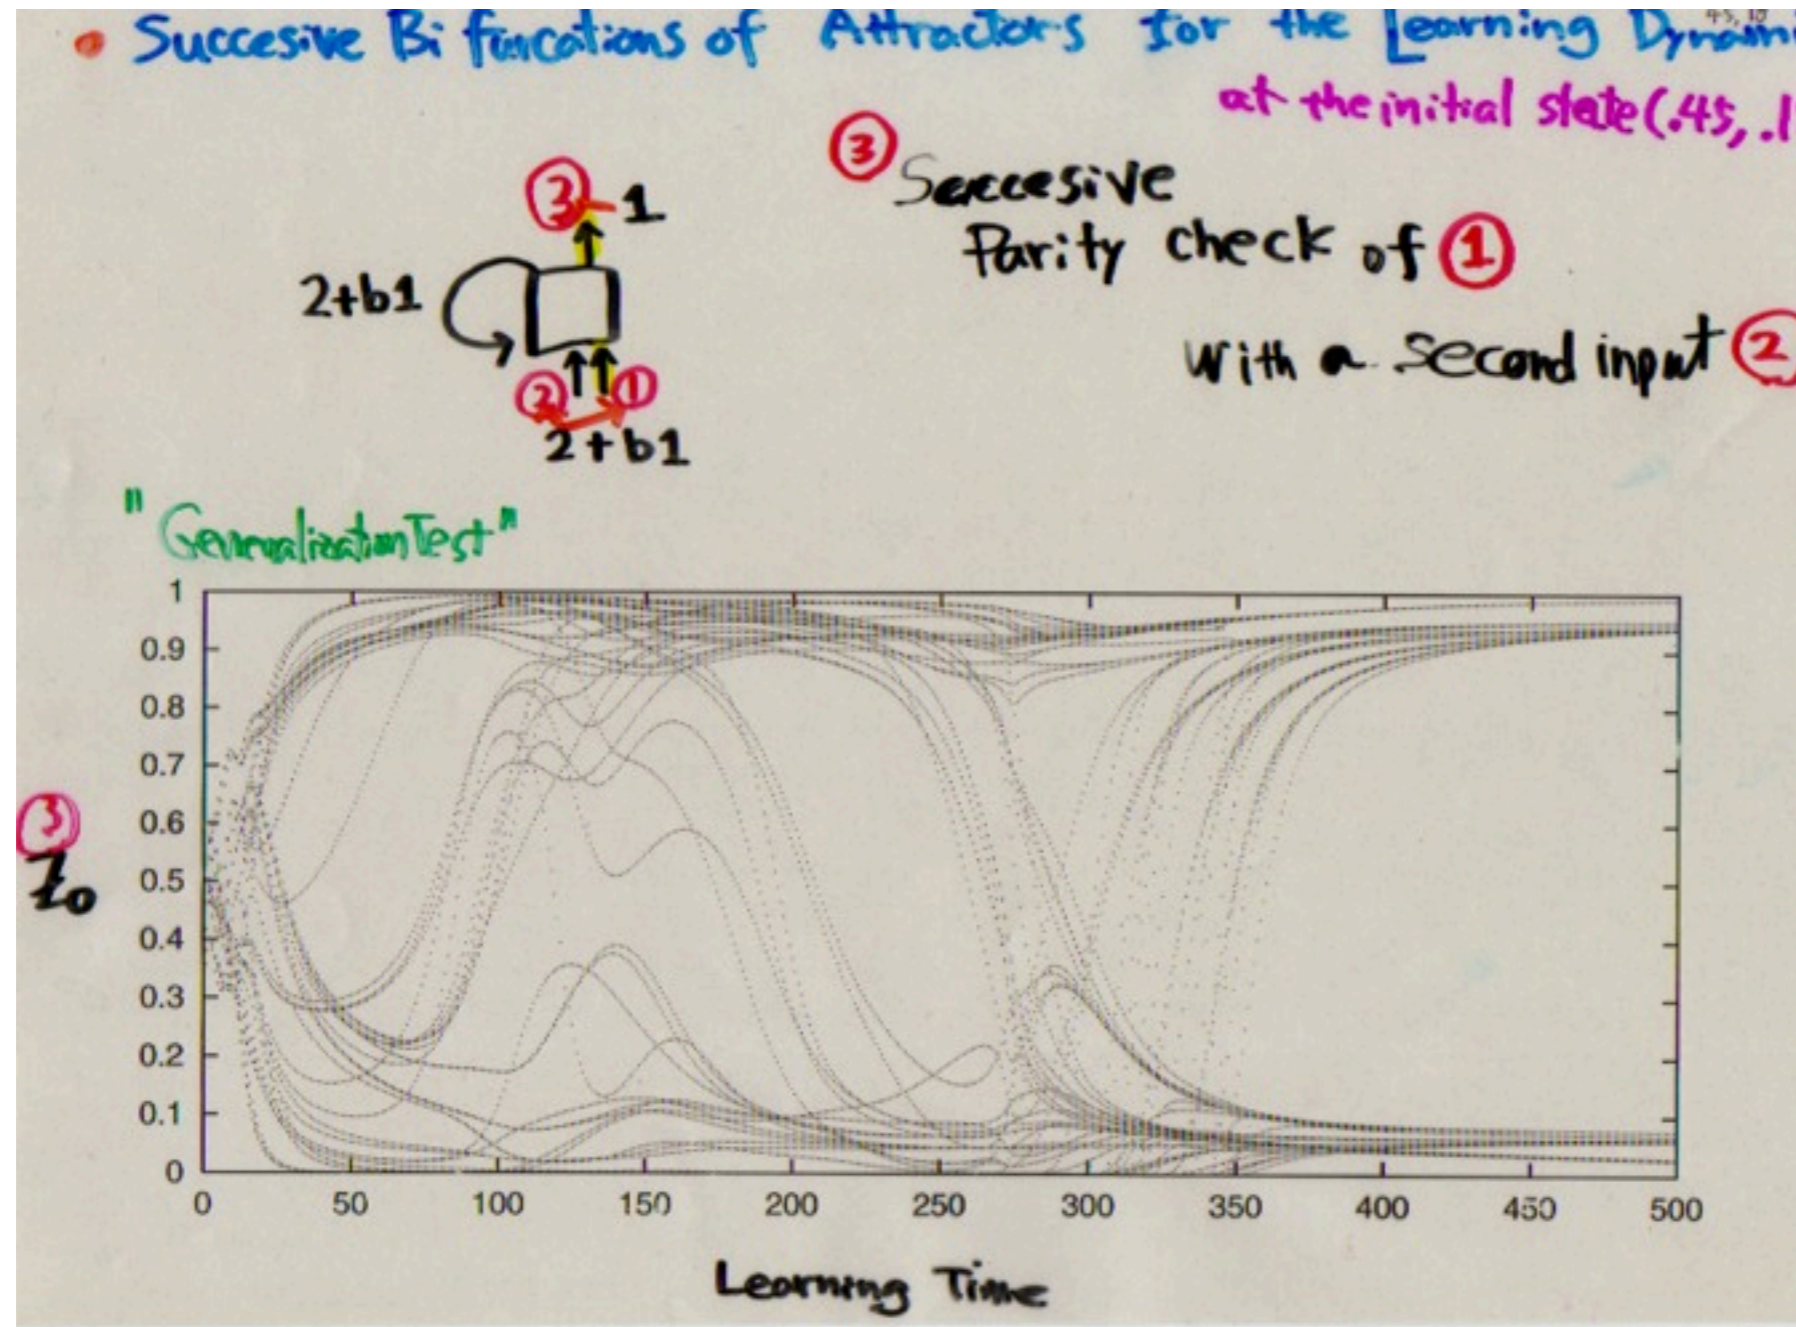 • Succesive Bifurcations of Attractors for the Learning Dynami
at the initial state (.45, .1
③ Succesive
Parity check of ①
with a second input ②
③ 1
2+b1
② ①
2+b1
"Generalization Test"
1
0.9
0.8
0.7
0.6
0.5
0.4
0.3
0.2
0.1
0
③
0 50 100 150 200 250 300 350 400 450 500
Learning Time